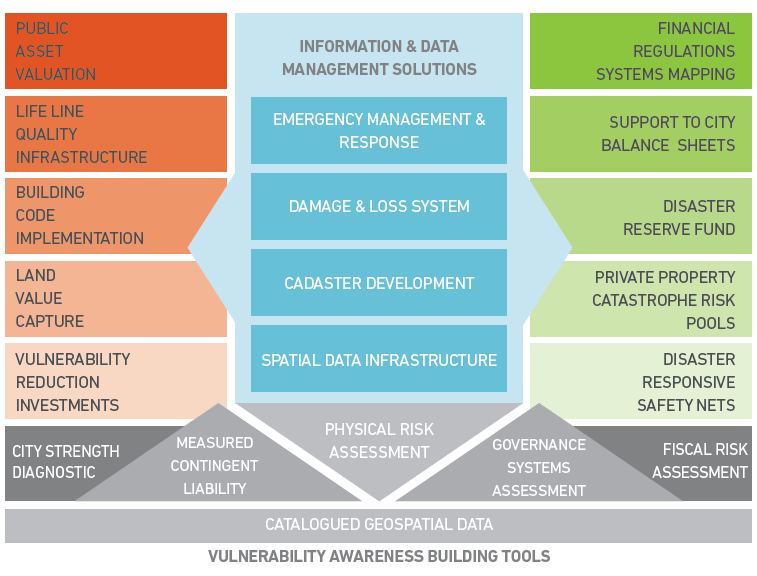 PUBLIC
ASSET
VALUATION
LIFE LINE
QUALITY
INFRASTRUCTURE
BUILDING
CODE
IMPLEMENTATION
LAND
VALUE
CAPTURE
VULNERABILITY
REDUCTION
INVESTMENTS
INFORMATION & DATA
MANAGEMENT SOLUTIONS
EMERGENCY MANAGEMENT &
RESPONSE
DAMAGE & LOSS SYSTEM
CADASTER DEVELOPMENT
SPATIAL DATA INFRASTRUCTURE
FINANCIAL
REGULATIONS
SYSTEMS MAPPING
SUPPORT TO CITY
BALANCE SHEETS
DISASTER
RESERVE FUND
PRIVATE PROPERTY
CATASTROPHE RISK
POOLS
DISASTER
RESPONSIVE
SAFETY NETS
CITY STRENGTH
DIAGNOSTIC
MEASURED
CONTINGENT
LIABILITY
PHYSICAL RISK
ASSESSMENT
GOVERNANCE
SYSTEMS
ASSESSMENT
FISCAL RISK
ASSESSMENT
CATALOGUED GEOSPATIAL DATA
VULNERABILITY AWARENESS BUILDING TOOLS